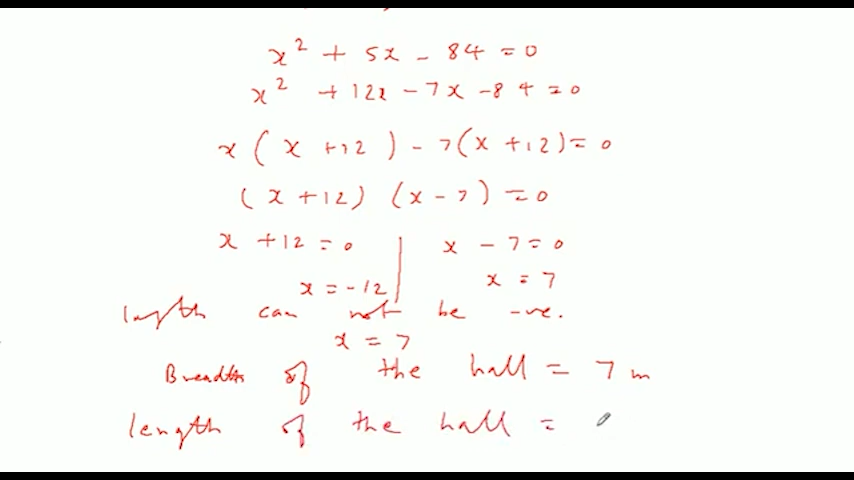 x² + 5x - 84 = 0
x² + 12x - 7x - 84 = 0
x ( x + 12 ) - 7 ( x + 12 ) = 0
( x + 12 ) ( x - 7 ) = 0
x + 12 = 0 | x - 7 = 0
x = -12 | x = 7
length can not be -ve.
x = 7
Breadth of the hall = 7 m
length of the hall =